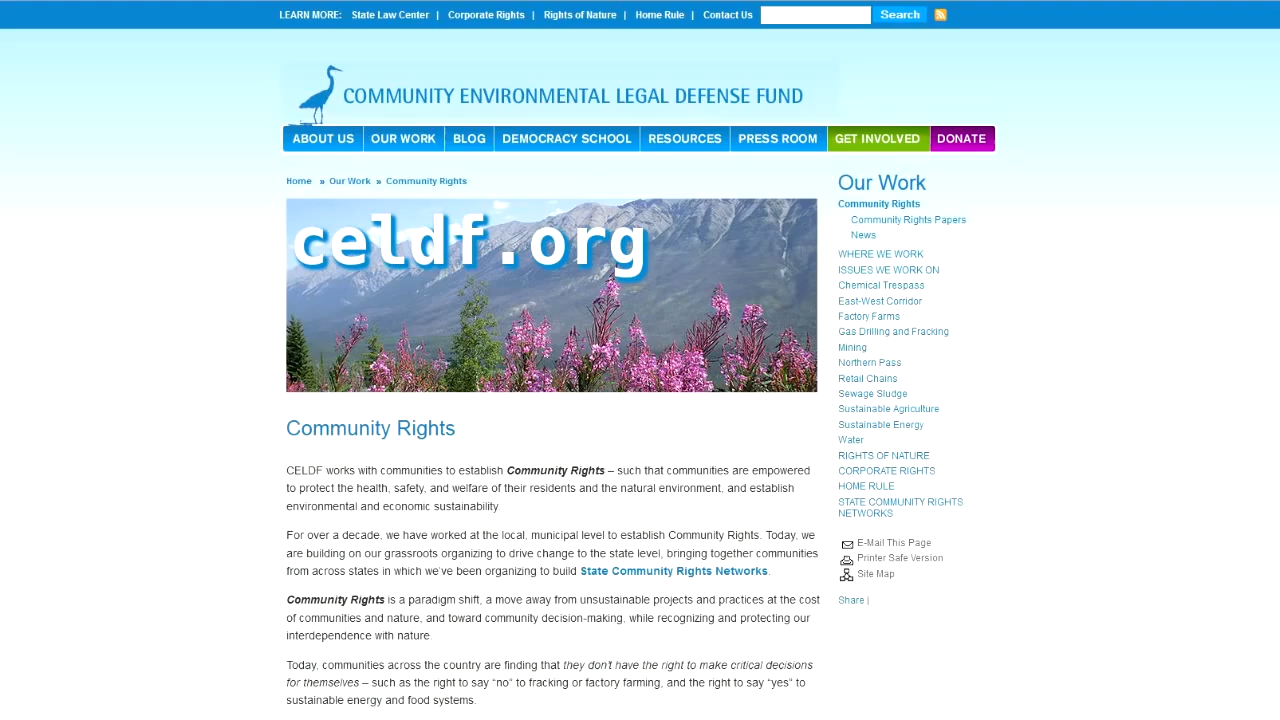 LEARN MORE: State Law Center | Corporate Rights | Rights of Nature | Home Rule | Contact Us Search
COMMUNITY ENVIRONMENTAL LEGAL DEFENSE FUND
ABOUT US OUR WORK BLOG DEMOCRACY SCHOOL RESOURCES PRESS ROOM GET INVOLVED DONATE
Home » Our Work » Community Rights
celdf.org
Community Rights
CELDF works with communities to establish Community Rights – such that communities are empowered
to protect the health, safety, and welfare of their residents and the natural environment, and establish
environmental and economic sustainability.
For over a decade, we have worked at the local, municipal level to establish Community Rights. Today, we
are building on our grassroots organizing to drive change to the state level, bringing together communities
from across states in which we've been organizing to build State Community Rights Networks.
Community Rights is a paradigm shift, a move away from unsustainable projects and practices at the cost
of communities and nature, and toward community decision-making, while recognizing and protecting our
interdependence with nature.
Today, communities across the country are finding that they don't have the right to make critical decisions
for themselves – such as the right to say “no” to fracking or factory farming, and the right to say “yes” to
sustainable energy and food systems.
Our Work
Community Rights
Community Rights Papers
News
WHERE WE WORK
ISSUES WE WORK ON
Chemical Trespass
East-West Corridor
Factory Farms
Gas Drilling and Fracking
Mining
Northern Pass
Retail Chains
Sewage Sludge
Sustainable Agriculture
Sustainable Energy
Water
RIGHTS OF NATURE
CORPORATE RIGHTS
HOME RULE
STATE COMMUNITY RIGHTS
NETWORKS
E-Mail This Page
Printer Safe Version
Site Map
Share |